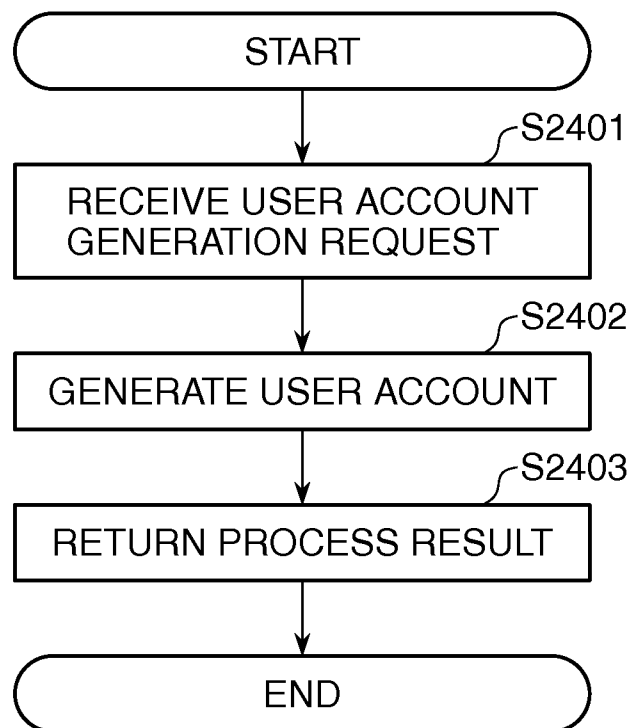 START
S2401
RECEIVE USER ACCOUNT
GENERATION REQUEST
S2402
GENERATE USER ACCOUNT
S2403
RETURN PROCESS RESULT
END